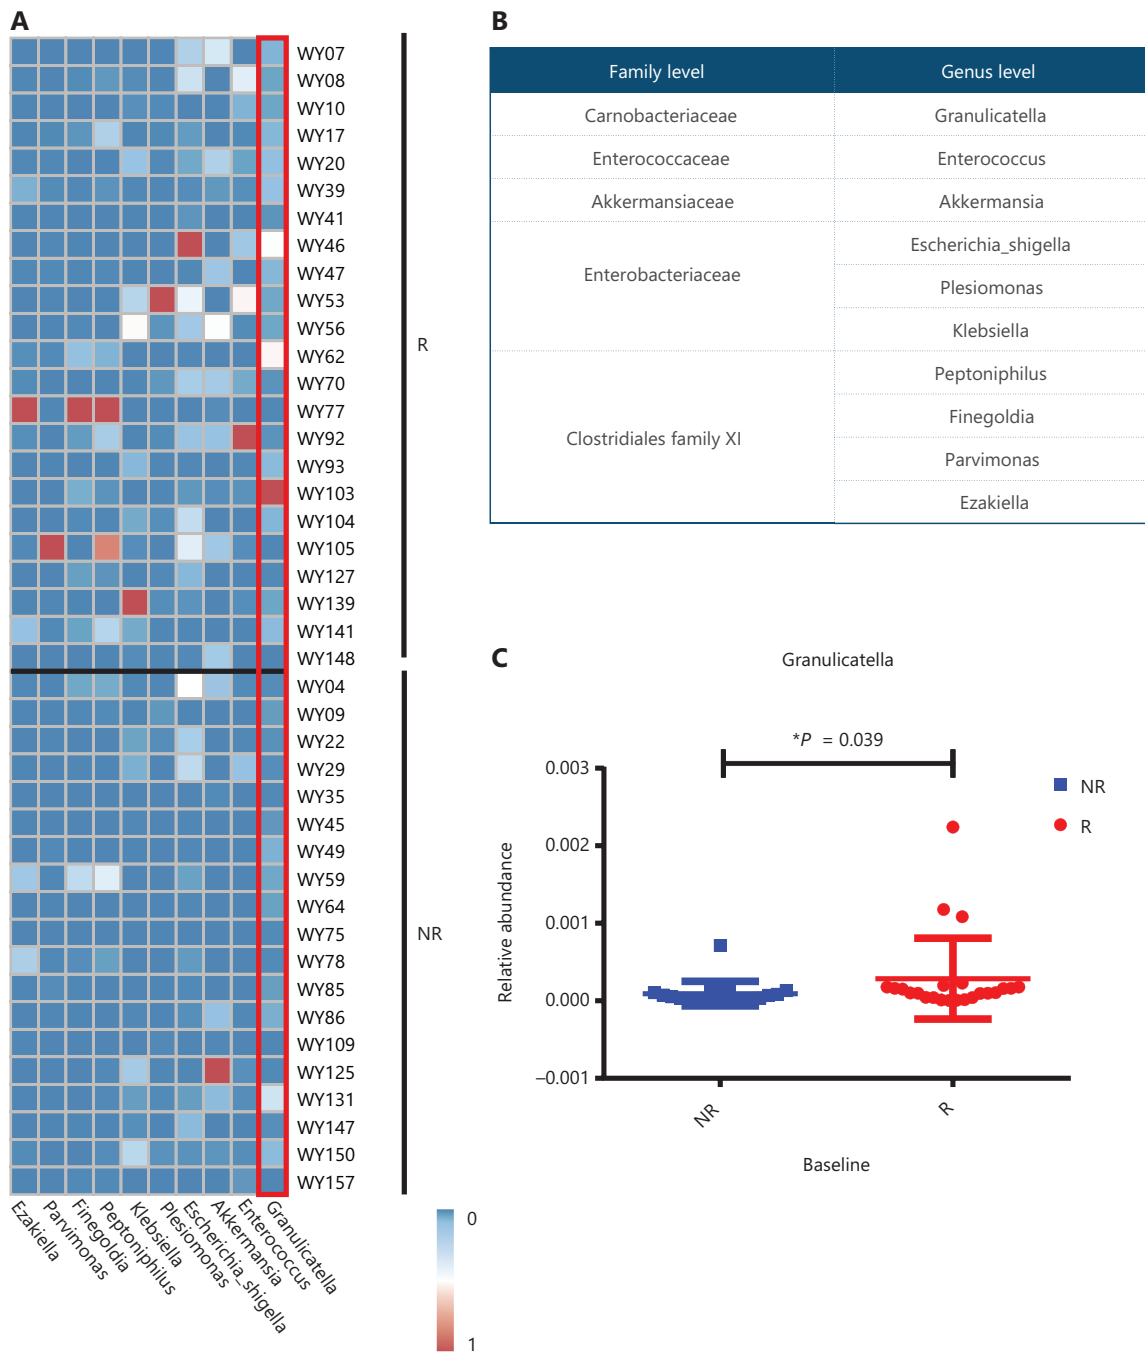 A
WY07
WY08
WY10
WY17
WY20
WY39
WY41
WY46
WY47
WY53
WY56
WY62
WY70
WY77
WY92
WY93
WY103
WY104
WY105
WY127
WY139
WY141
WY148
WY04
WY09
WY22
WY29
WY35
WY45
WY49
WY59
WY64
WY75
WY78
WY85
WY86
WY109
WY125
WY131
WY147
WY150
WY157
R
NR
Ezakiella
Parvimonas
Finegoldia
Peptoniphilus
Klebsiella
Plesiomonas
Escherichia_shigella
Akkermansia
Enterococcus
Granulicatella
0
1
B
Family level Genus level
Carnobacteriaceae Granulicatella
Enterococcaceae Enterococcus
Akkermansiaceae Akkermansia
Enterobacteriaceae Escherichia_shigella
Plesiomonas
Klebsiella
Clostridiales family XI Peptoniphilus
Finegoldia
Parvimonas
Ezakiella
C
Granulicatella
*P = 0.039
0.003
0.002
0.001
0.000
–0.001
Relative abundance
NR
R
NR
R
Baseline